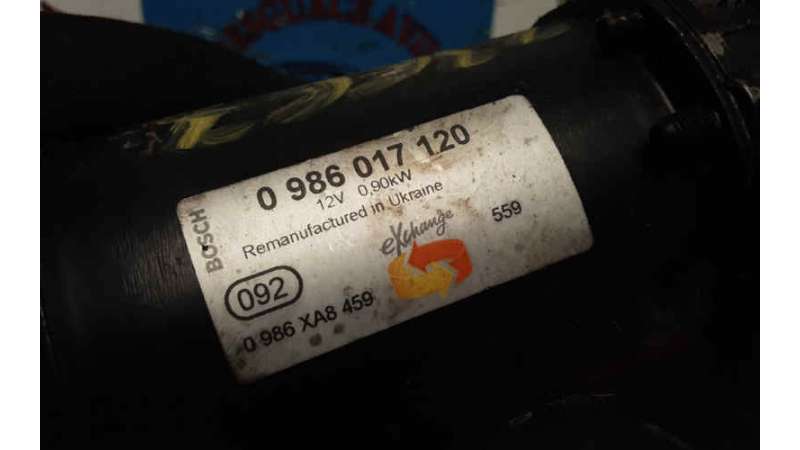 0 986 017 120
12V 0,90kW
Remanufactured in Ukraine
BOSCH
eXchange
559
092
0 986 XA8 459